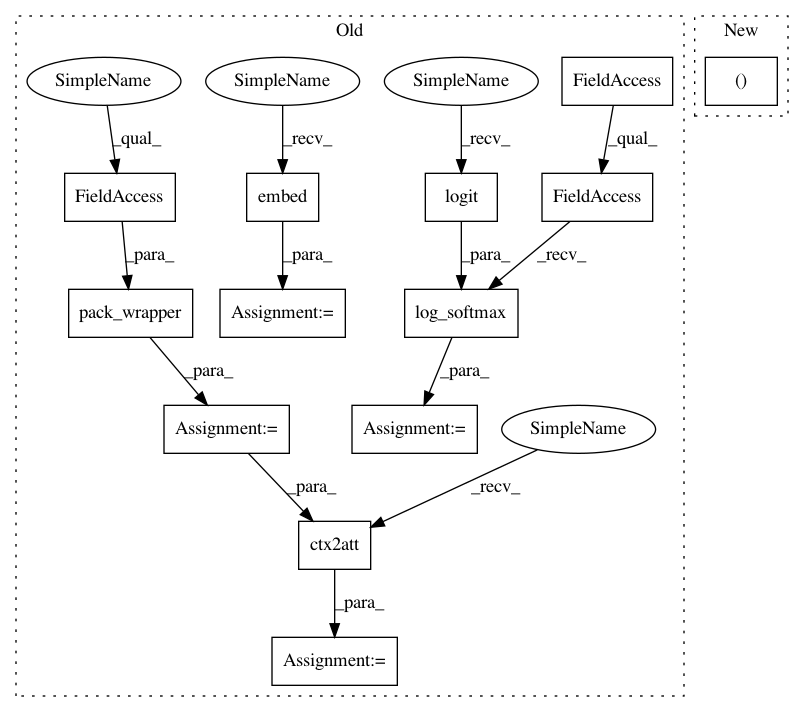 Old
New
SimpleName
SimpleName
SimpleName
FieldAccess
()
_qual_
_recv_
_recv_
_qual_
FieldAccess
embed
logit
FieldAccess
_para_
_para_
_para_
_recv_
pack_wrapper
Assignment:=
log_softmax
_para_
_para_
Assignment:=
Assignment:=
SimpleName
_para_
_recv_
ctx2att
_para_
Assignment:=